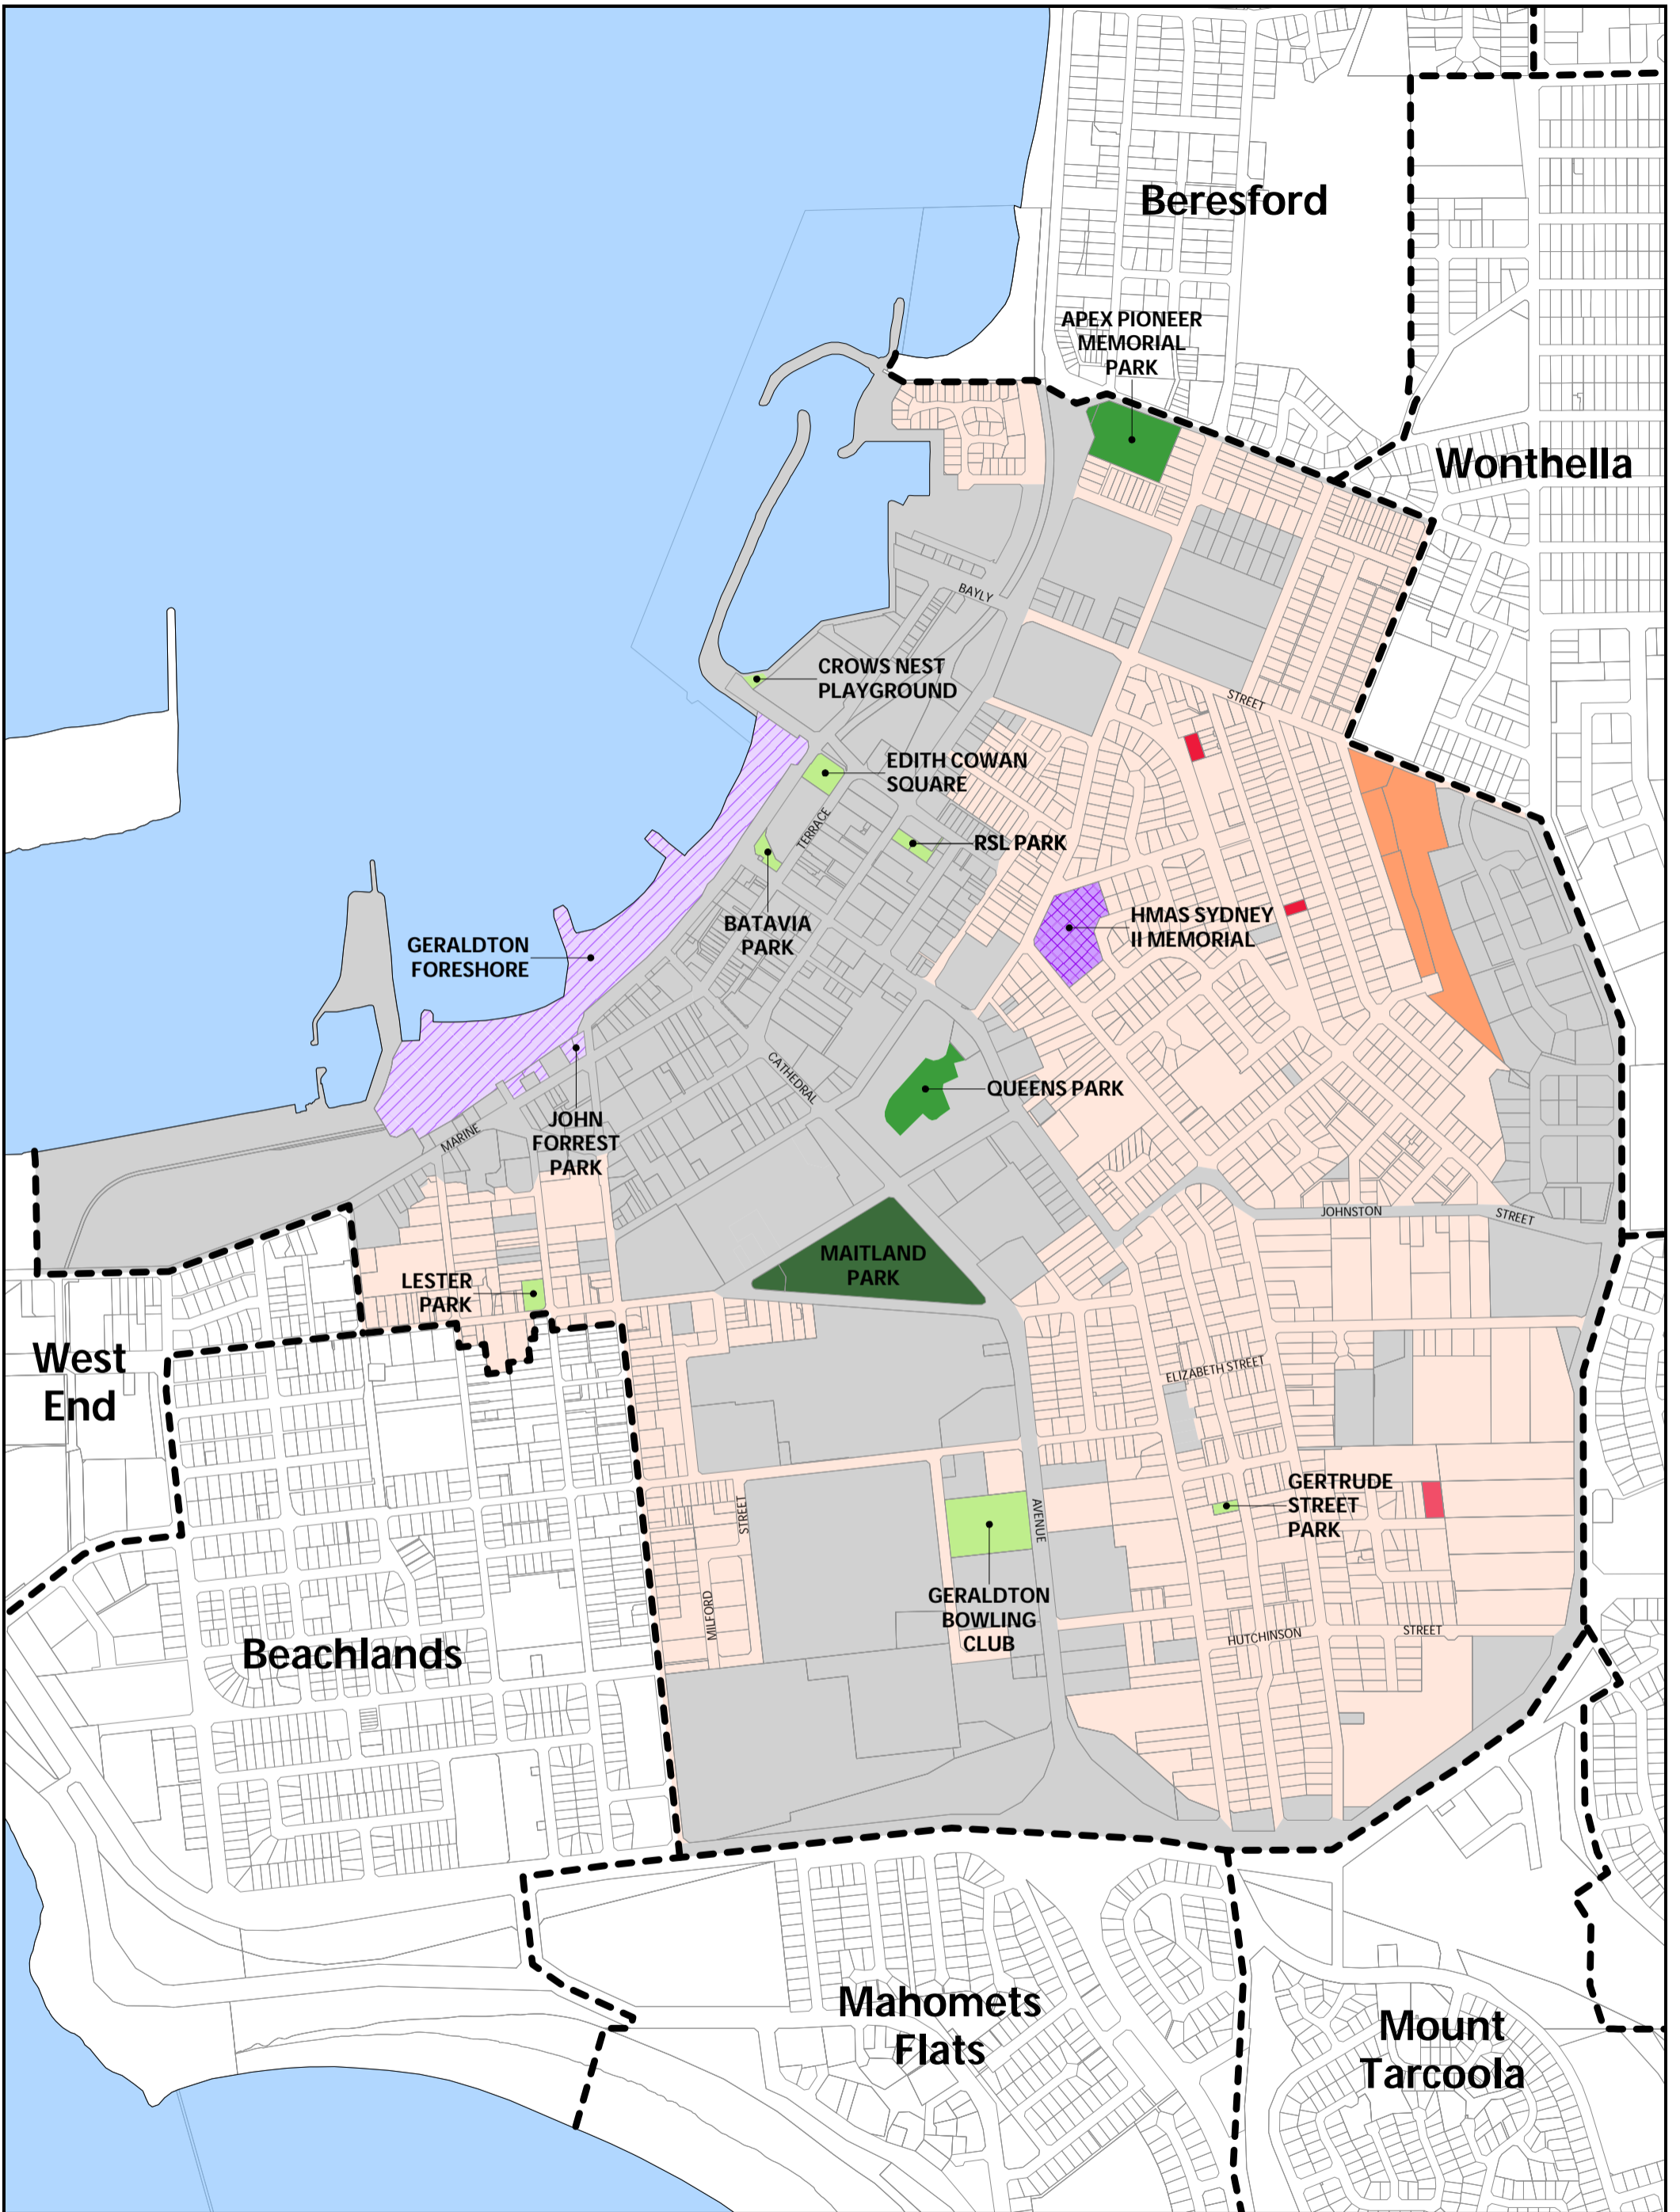 Beresford
APEX PIONEER
MEMORIAL
PARK
Wonthella
BAYLY
CROWS NEST
PLAYGROUND
STREET
EDITH COWAN
SQUARE
TERRACE
RSL PARK
BATAVIA
PARK
HMAS SYDNEY
II MEMORIAL
GERALDTON
FORESHORE
CATHEDRAL
QUEENS PARK
JOHN
FORREST
PARK
MARINE
JOHNSTON
STREET
MAITLAND
PARK
LESTER
PARK
West
End
ELIZABETH STREET
GERTRUDE
STREET
PARK
STREET
AVENUE
MILFORD
GERALDTON
BOWLING
CLUB
HUTCHINSON
STREET
Beachlands
Mahomets
Flats
Mount
Tarcoola